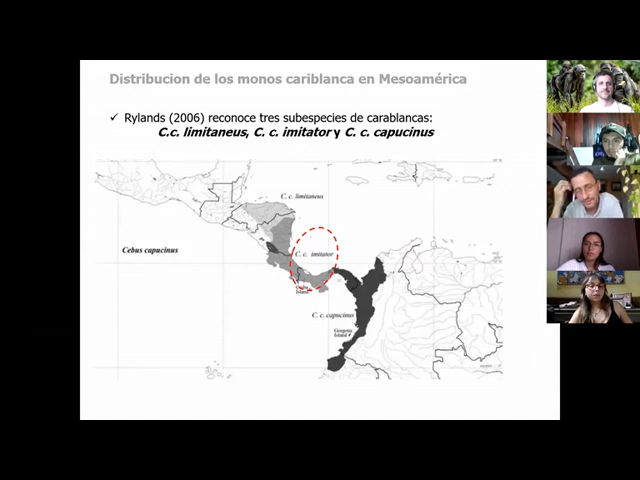 Distribucion de los monos cariblanca en Mesoamérica
✓ Rylands (2006) reconoce tres subespecies de carablancas:
C.c. limitaneus, C. c. imitator y C. c. capucinus
C. c. limitaneus
Cebus capucinus
C. c. imitator
Island
C. c. capucinus
Gorgona
Island